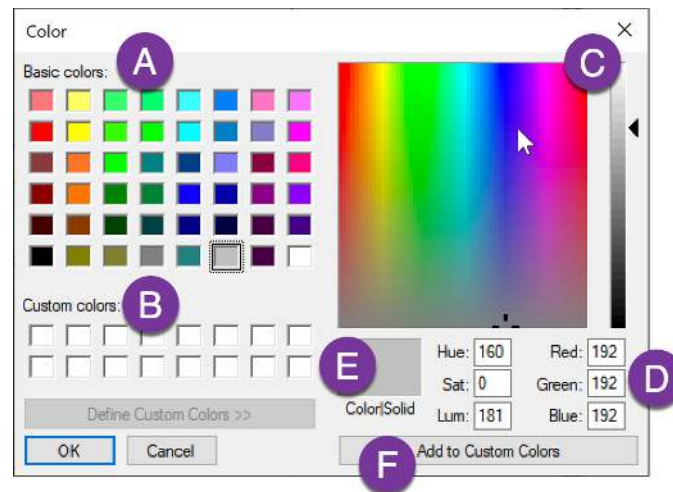 Color
A
C
Basic colors:
Custom colors:
B
E
Hue: 160
Red: 192
Sat: 0
Green: 192
D
Color|Solid
Lum: 181
Blue: 192
Define Custom Colors >>
OK
Cancel
F
Add to Custom Colors